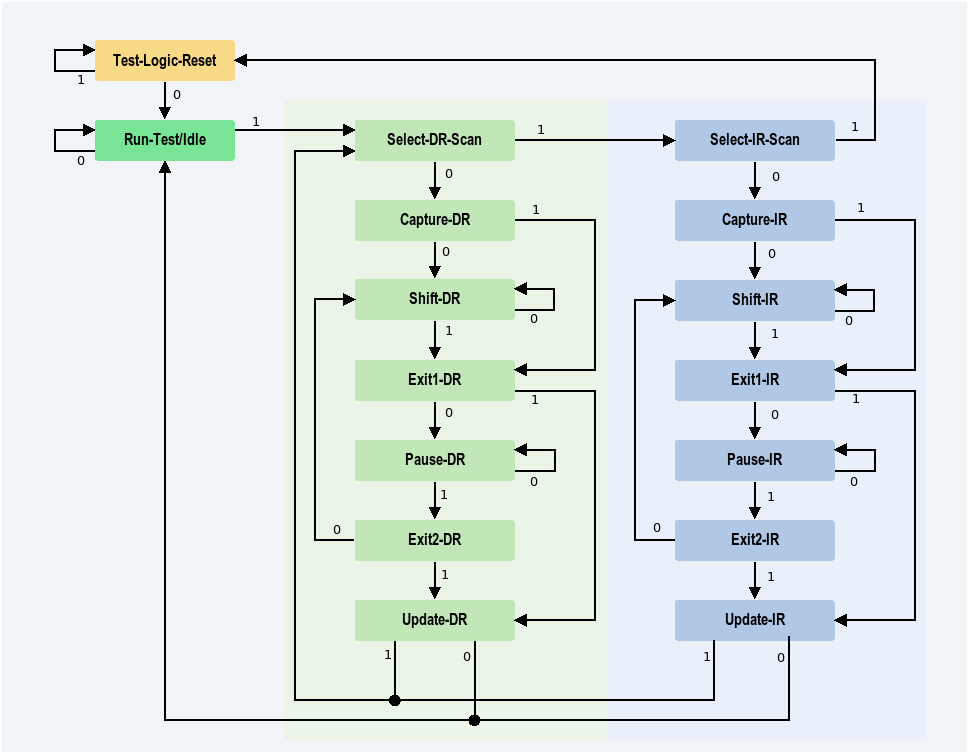 Test-Logic-Reset
1
0
Run-Test/Idle
0
1
Select-DR-Scan
1
Select-IR-Scan
1
0
0
Capture-DR
1
Capture-IR
1
0
0
Shift-DR
0
Shift-IR
0
1
1
Exit1-DR
1
Exit1-IR
1
0
0
Pause-DR
0
Pause-IR
0
1
1
0
Exit2-DR
0
Exit2-IR
1
1
Update-DR
Update-IR
1
0
1
0